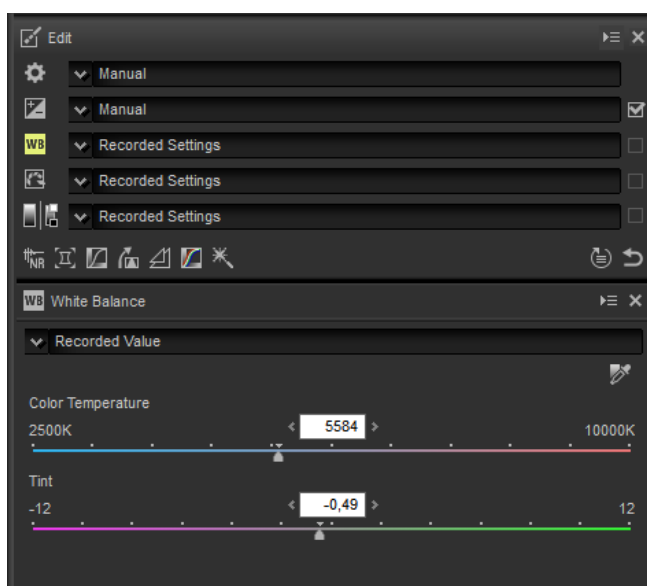 Edit
Manual
Manual
WB Recorded Settings
Recorded Settings
Recorded Settings
NR
WB White Balance
Recorded Value
Color Temperature
2500K 5584 10000K
Tint
-12 -0,49 12